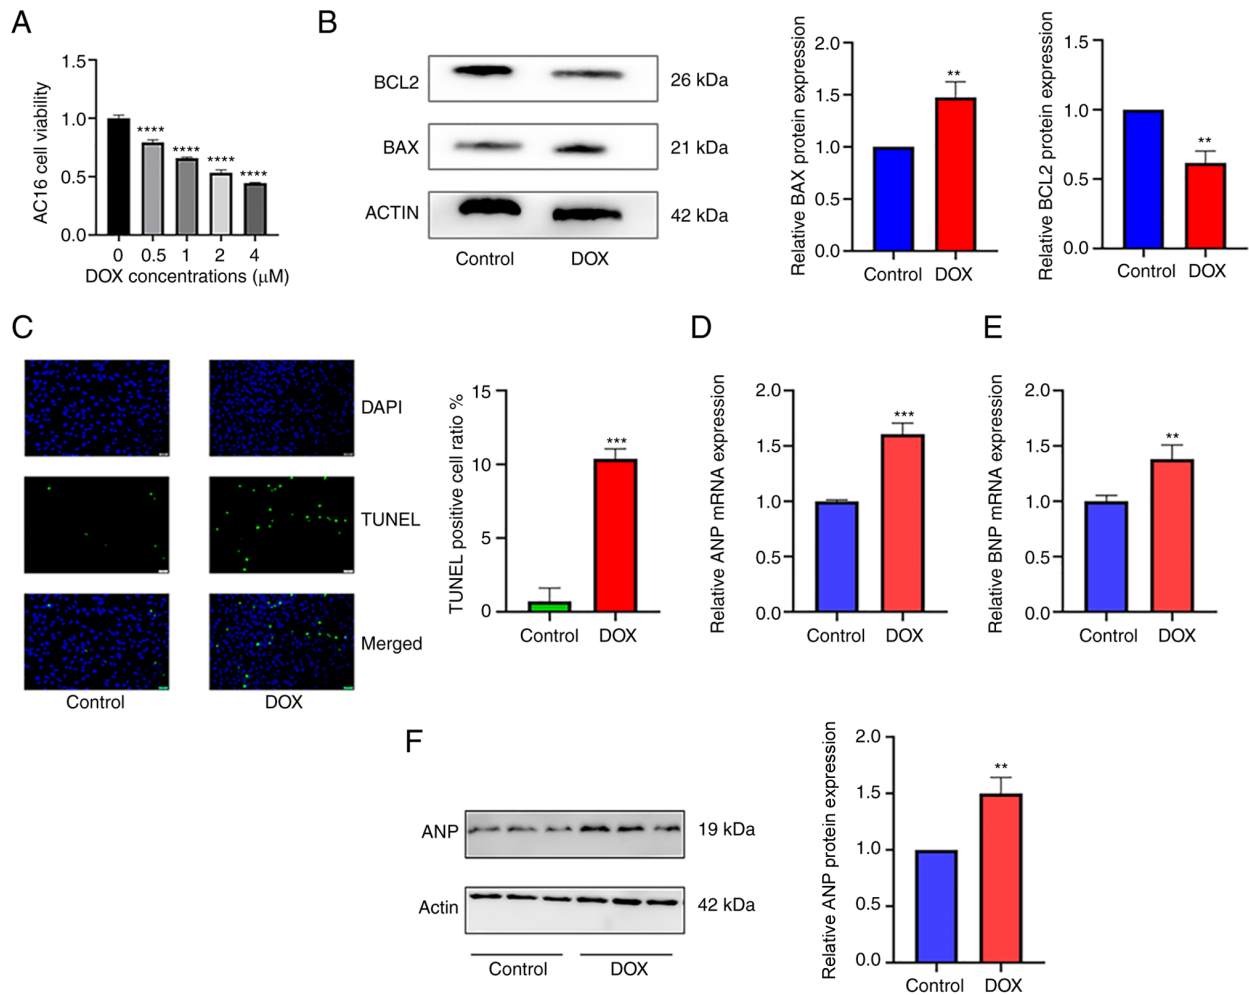 A
AC16 cell viability
1.5
1.0
0.5
0.0
****
****
****
****
0 0.5 1 2 4
DOX concentrations (μM)
B
BCL2 26 kDa
BAX 21 kDa
ACTIN 42 kDa
Control DOX
Relative BAX protein expression
2.0
1.5
1.0
0.5
0.0
**
Control DOX
Relative BCL2 protein expression
1.5
1.0
0.5
0.0
**
Control DOX
C
DAPI
TUNEL
Merged
Control DOX
TUNEL positive cell ratio %
15
10
5
0
***
Control DOX
D
Relative ANP mRNA expression
2.0
1.5
1.0
0.5
0.0
***
Control DOX
E
Relative BNP mRNA expression
2.0
1.5
1.0
0.5
0.0
**
Control DOX
F
ANP 19 kDa
Actin 42 kDa
Control DOX
Relative ANP protein expression
2.0
1.5
1.0
0.5
0.0
**
Control DOX